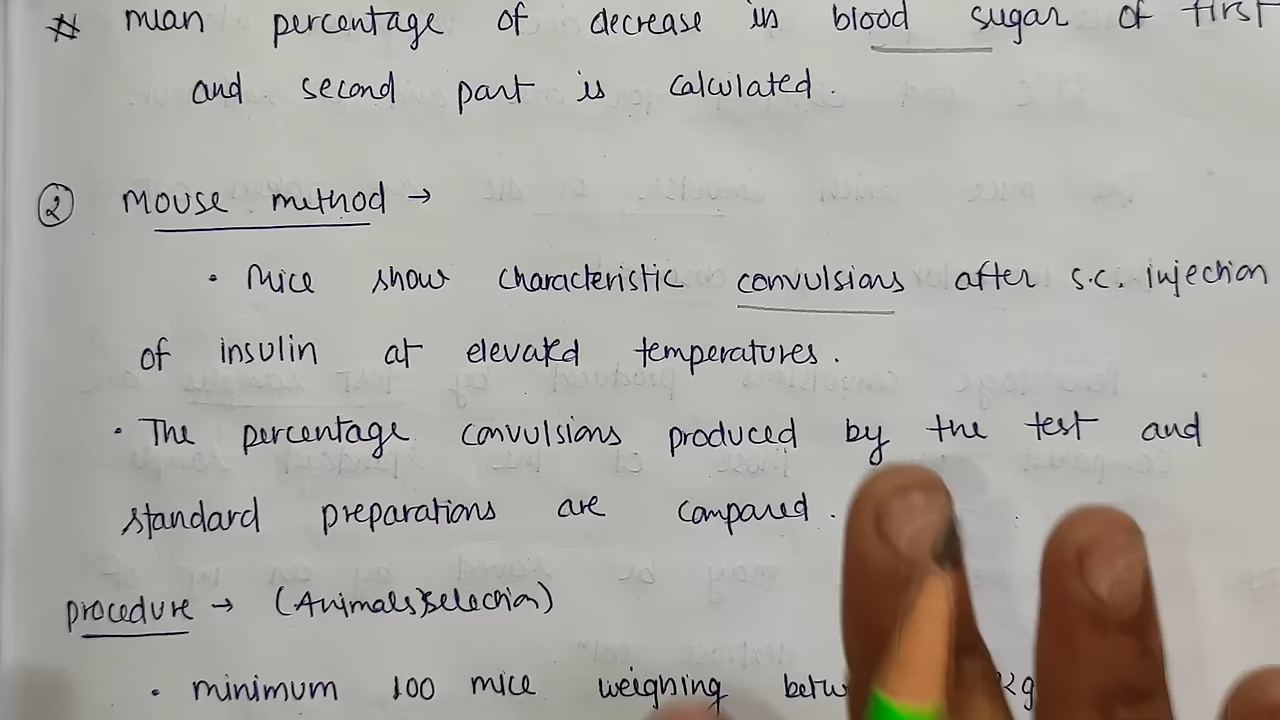 # mean percentage of decrease in blood sugar of first
and second part is calculated.
② Mouse method →
• Mice show characteristic convulsions after s.c. injection
of insulin at elevated temperatures.
• The percentage convulsions produced by the test and
standard preparations are compared.
procedure → (Animals selection)
• minimum 100 mice weighing